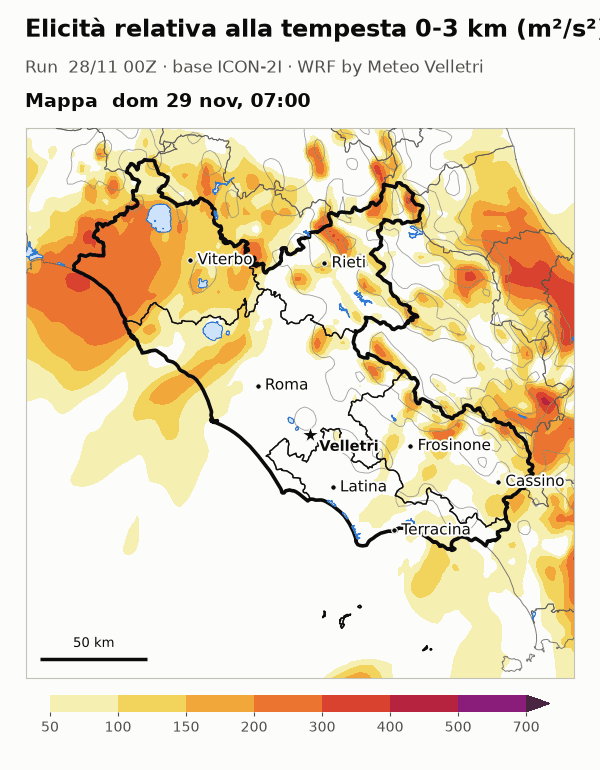 Elicità relativa alla tempesta 0-3 km (m²/s²)
Run 28/11 00Z · base ICON-2I · WRF by Meteo Velletri
Mappa dom 29 nov, 07:00
Viterbo
Rieti
Roma
Velletri
Frosinone
Cassino
Latina
Terracina
50 km
50 100 150 200 300 400 500 700